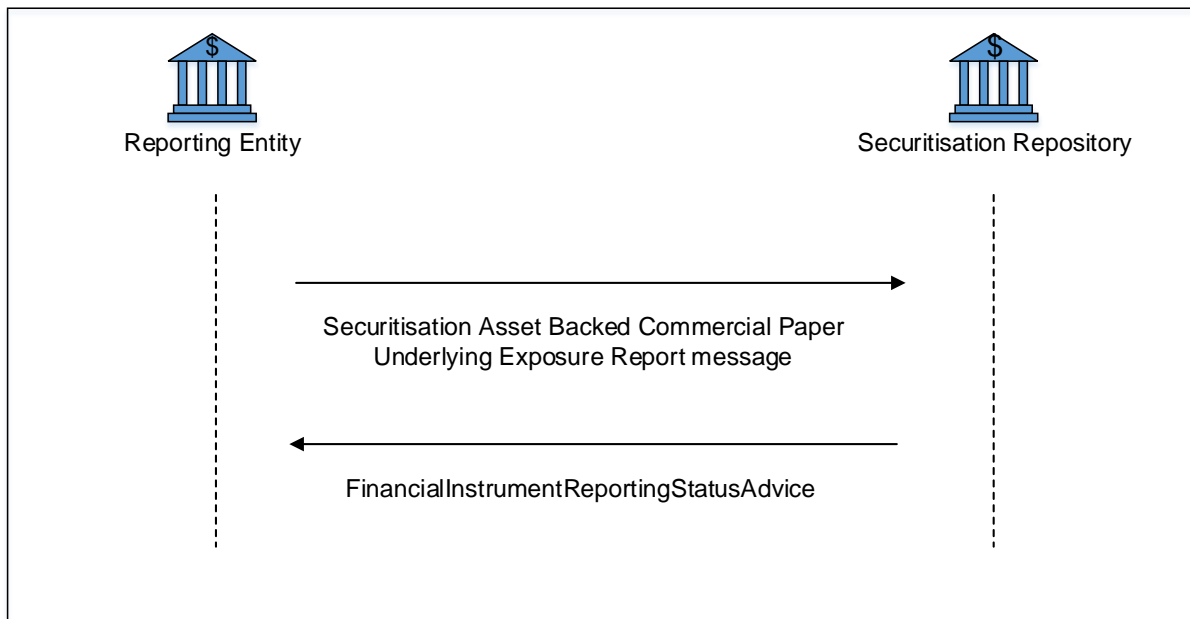 $
$
Reporting Entity
Securitisation Repository
Securitisation Asset Backed Commercial Paper
Underlying Exposure Report message
FinancialInstrumentReportingStatusAdvice